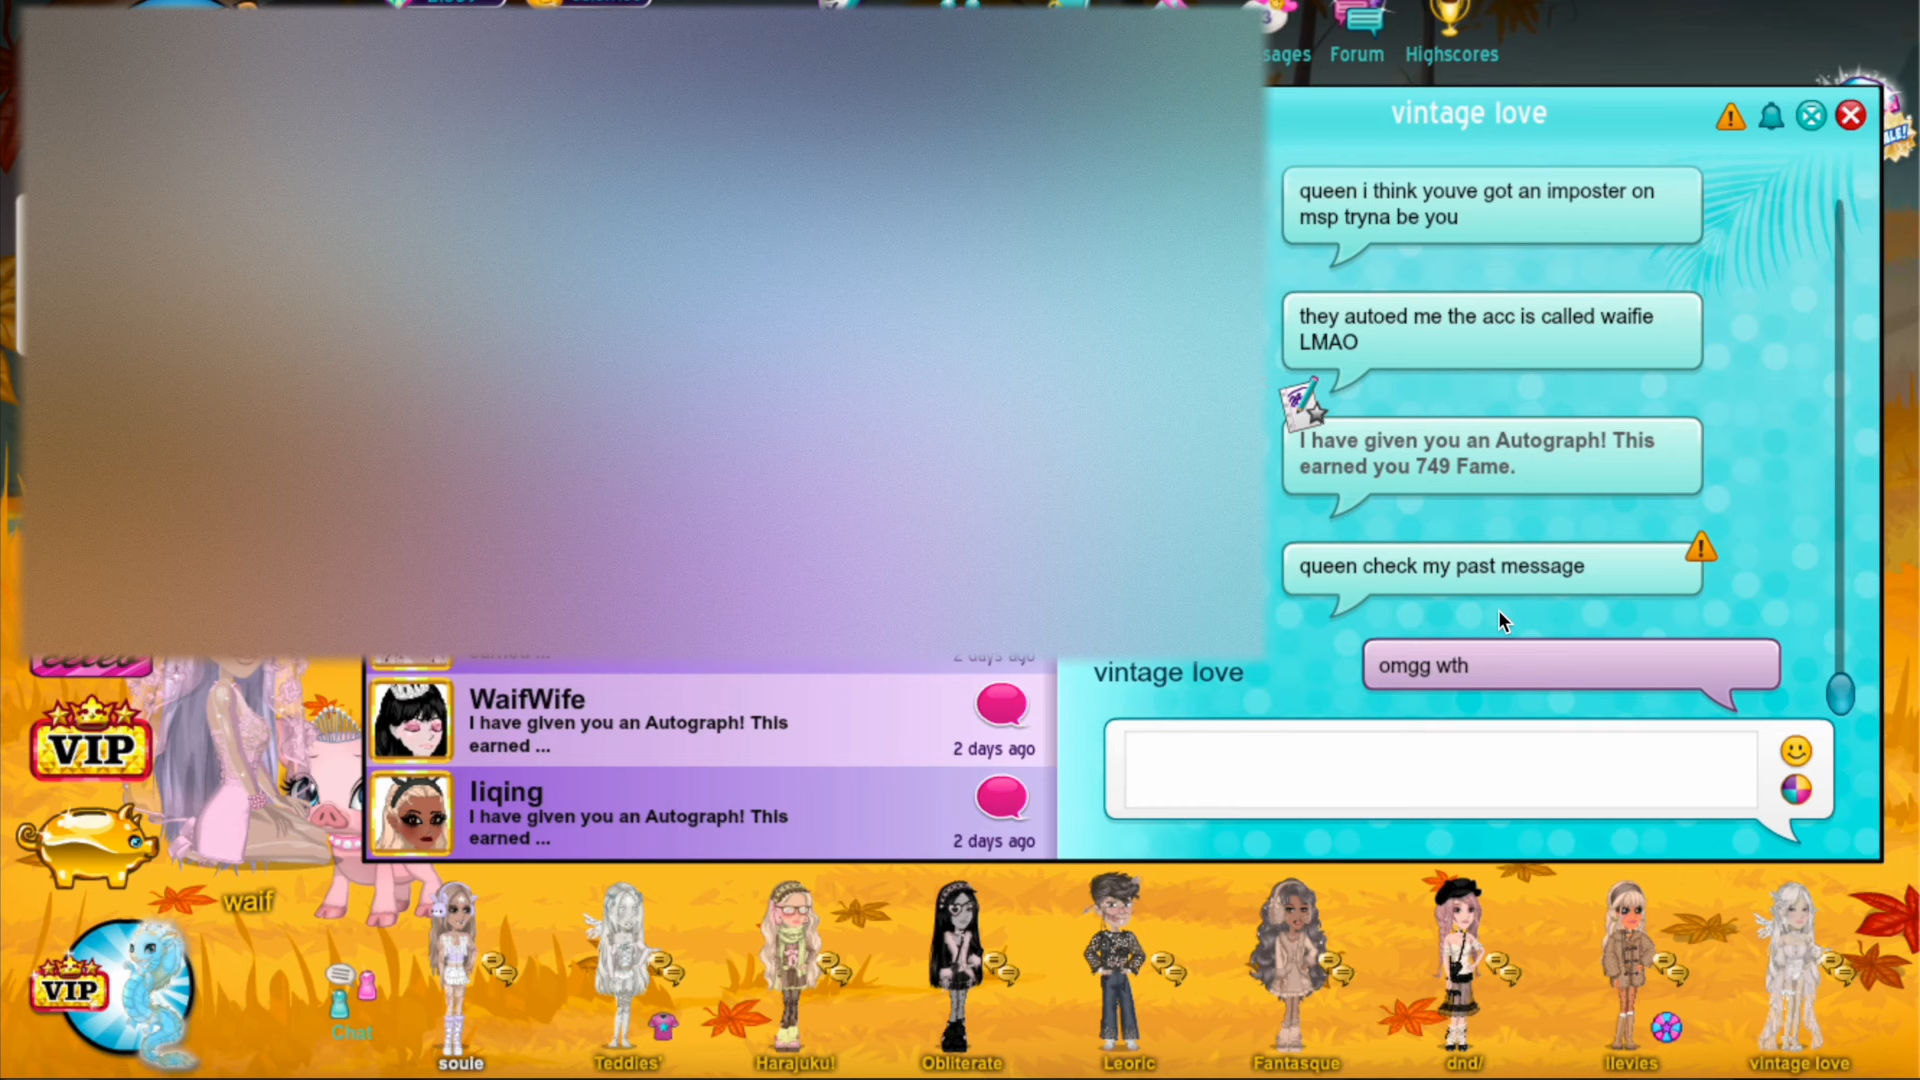 sages Forum Highscores
vintage love
queen i think youve got an imposter on
msp tryna be you
they autoed me the acc is called waifie
LMAO
I have given you an Autograph! This
earned you 749 Fame.
queen check my past message
omgg wth
vintage love
2 days ago
WaifWife
I have given you an Autograph! This
earned ...
2 days ago
liqing
I have given you an Autograph! This
earned ...
2 days ago
VIP
waif
VIP
Chat
soule
Teddies'
Harajuku!
Obliterate
Leoric
Fantasque
dnd/
llevies
vintage love